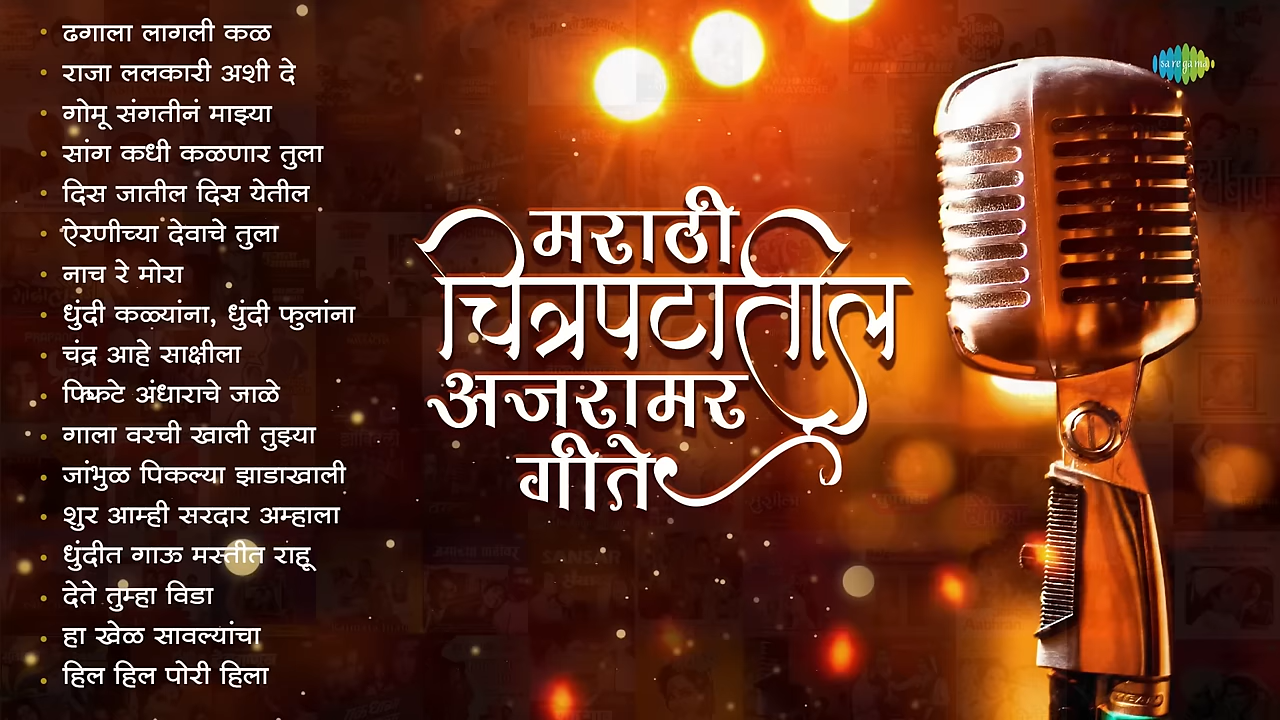 ढगाला लागली कळ
राजा ललकारी अशी दे
गोमू संगतीनं माझ्या
सांग कधी कळणार तुला
दिस जातील दिस येतील
ऐरणीच्या देवाचे तुला
नाच रे मोरा
धुंदी कळ्यांना, धुंदी फुलांना
चंद्र आहे साक्षीला
फिकटे अंधाराचे जाळे
गाला वरची खाली तुझ्या
जांभुळ पिकल्या झाडाखाली
शुर आम्ही सरदार अम्हाला
धुंदीत गाऊ मस्तीत राहू
देते तुम्हा विडा
हा खेळ सावल्यांचा
हिल हिल पोरी हिला
मराठी
चित्रपटातील
अजरामर
गीते
saregama